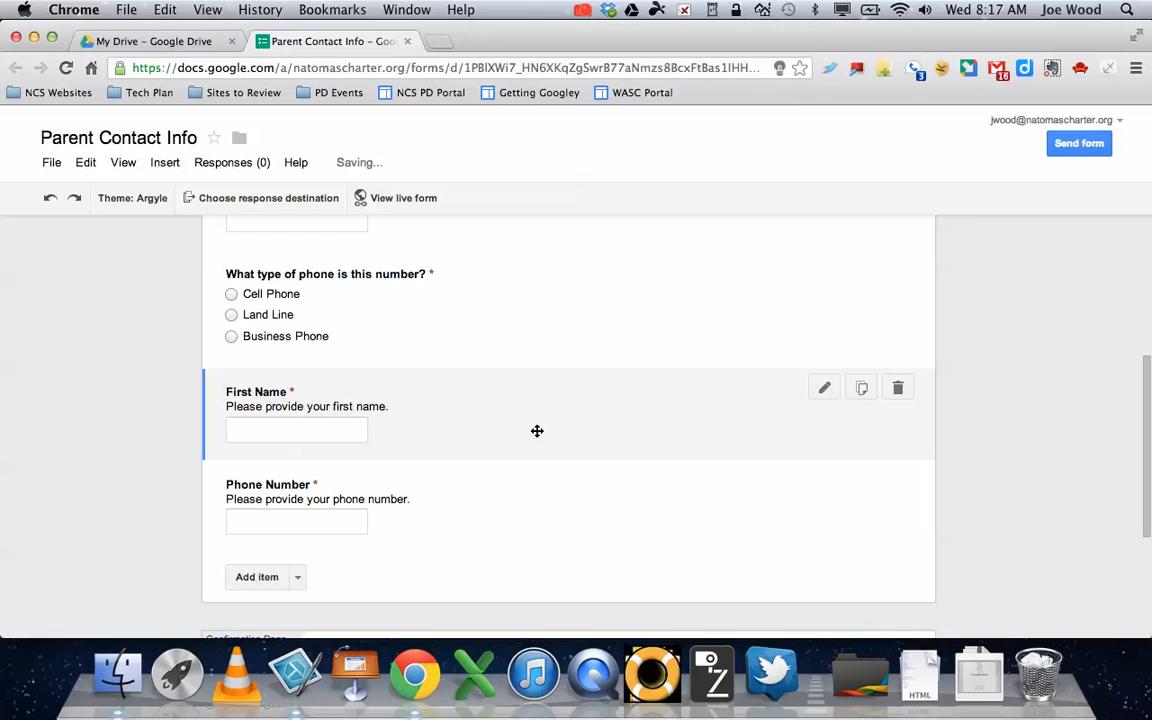 Chrome File Edit View History Bookmarks Window Help Wed 8:17 AM Joe Wood
My Drive – Google Drive Parent Contact Info – Goo
https://docs.google.com/a/natomascharter.org/forms/d/1PBlXWi7_HN6XKqZgSwrB77aNmzs8BcxFtBas1IHH... 3 16
NCS Websites Tech Plan Sites to Review PD Events NCS PD Portal Getting Googley WASC Portal
jwood@natomascharter.org
Parent Contact Info
Send form
File Edit View Insert Responses (0) Help Saving...
Theme: Argyle Choose response destination View live form
What type of phone is this number? *
Cell Phone
Land Line
Business Phone
First Name *
Please provide your first name.
Phone Number *
Please provide your phone number.
Add item
Confirmation Page
HTML
ZIP